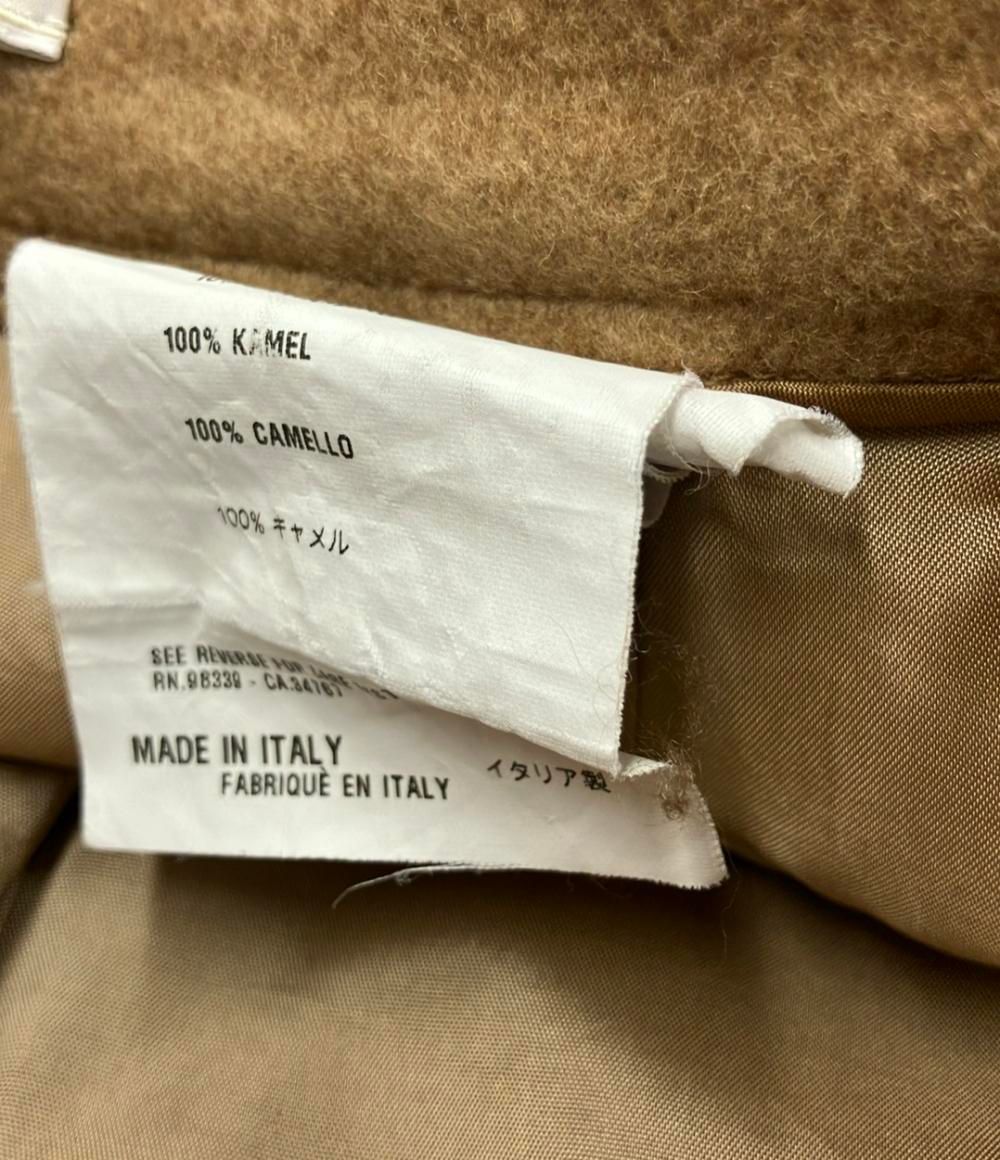 100% KAMEL
100% CAMELLO
100% キャメル
SEE REVERSE FOR CARE
RN.98339 - CA.34767
MADE IN ITALY
FABRIQUÈ EN ITALY
イタリア製